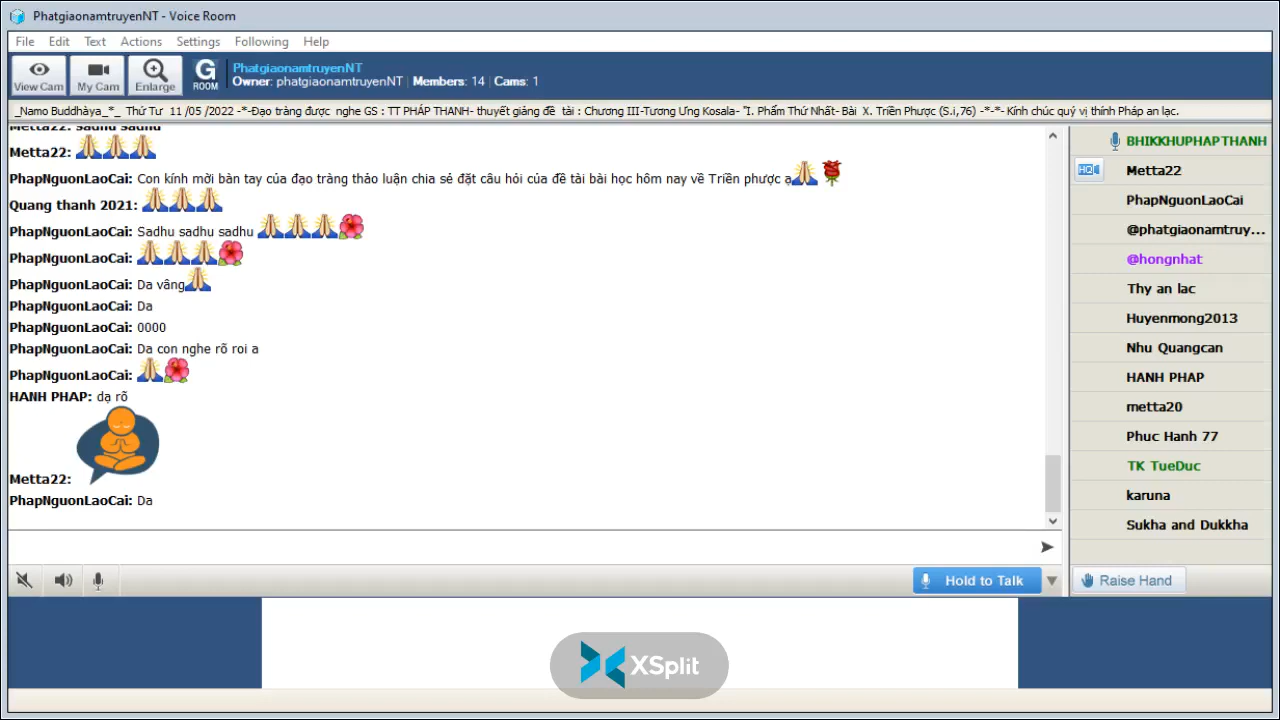 PhatgiaonamtruyenNT - Voice Room
File Edit Text Actions Settings Following Help
View Cam My Cam Enlarge G ROOM
PhatgiaonamtruyenNT
Owner: phatgiaonamtruyenNT | Members: 14 | Cams: 1
_Namo Buddhàya_*_ Thứ Tư 11 /05 /2022 -*-Đạo tràng được nghe GS : TT PHÁP THANH- thuyết giảng đề tài : Chương III-Tương Ưng Kosala- "I. Phẩm Thứ Nhất- Bài X. Triền Phược (S.i,76) -*-*- Kính chúc quý vị thính Pháp an lạc.
Metta22: sadhu sadhu
Metta22:
PhapNguonLaoCai: Con kính mời bàn tay của đạo tràng thảo luân chia sẻ đặt câu hỏi của đề tài bài học hôm nay về Triền phược ạ
Quang thanh 2021:
PhapNguonLaoCai: Sadhu sadhu sadhu
PhapNguonLaoCai:
PhapNguonLaoCai: Da vâng
PhapNguonLaoCai: Da
PhapNguonLaoCai: 0000
PhapNguonLaoCai: Da con nghe rõ roi a
PhapNguonLaoCai:
HANH PHAP: dạ rõ
Metta22:
PhapNguonLaoCai: Da
BHIKKHUPHAPTHANH
HQ
Metta22
PhapNguonLaoCai
@phatgiaonamtruy...
@hongnhat
Thy an lac
Huyenmong2013
Nhu Quangcan
HANH PHAP
metta20
Phuc Hanh 77
TK TueDuc
karuna
Sukha and Dukkha
Hold to Talk
Raise Hand
XSplit